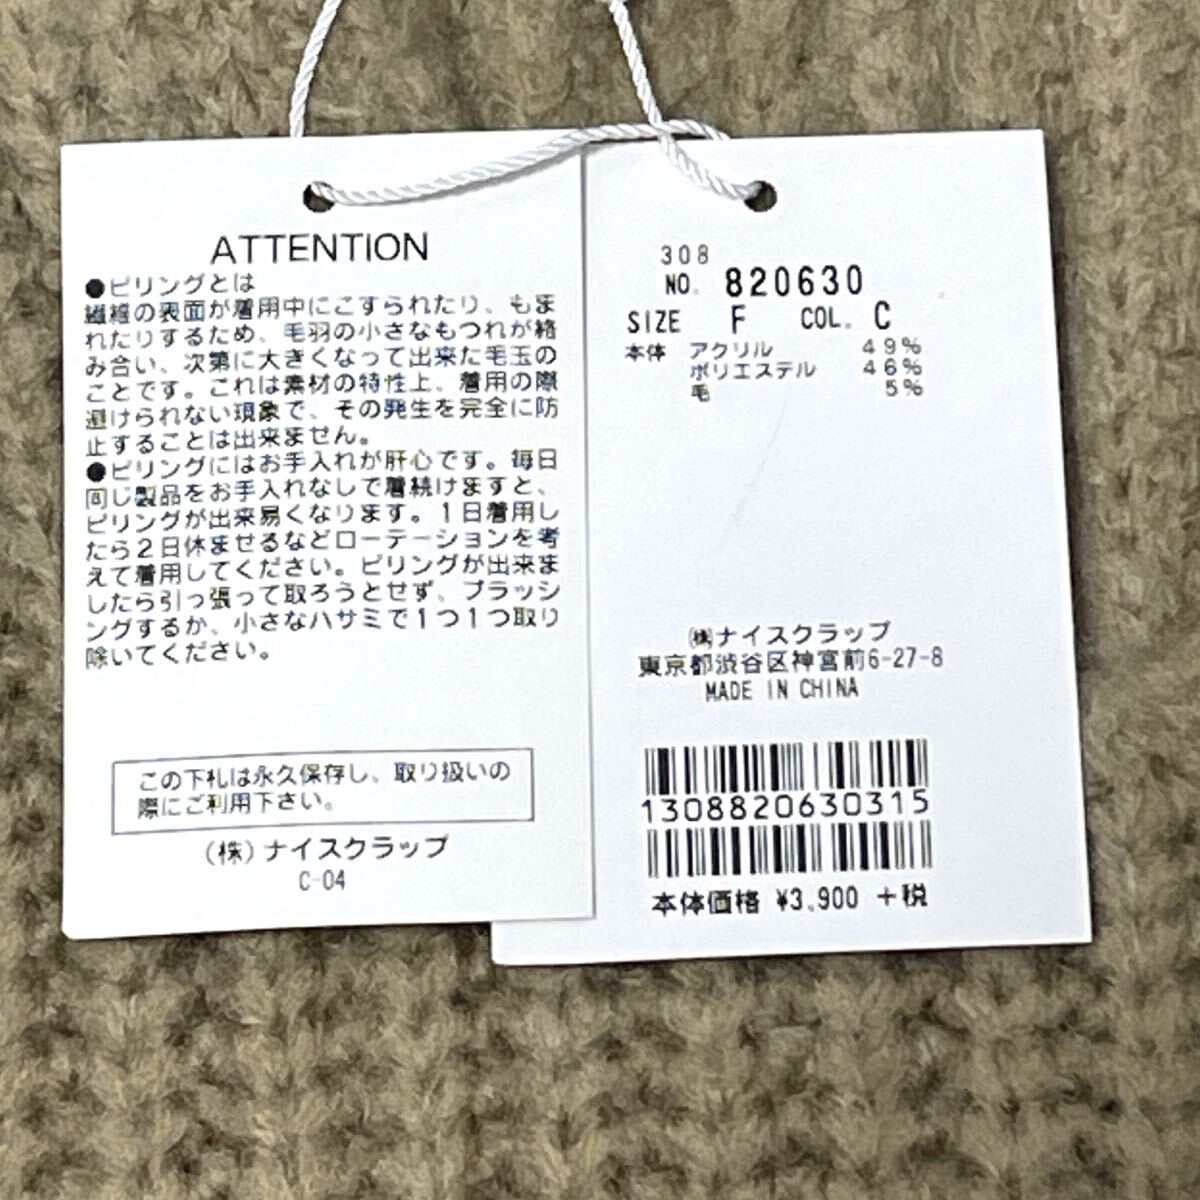 ATTENTION
●ピリングとは
繊維の表面が着用中にこすられたり、もま
れたりするため、毛羽の小さなもつれが絡
み合い、次第に大きくなって出来た毛玉の
ことです。これは素材の特性上、着用の際
避けられない現象で、その発生を完全に防
止することは出来ません。
●ピリングにはお手入れが肝心です。毎日
同じ製品をお手入れなしで着続けますと、
ピリングが出来易くなります。1日着用し
たら2日休ませるなどローテーションを考
えて着用してください。ピリングが出来ま
したら引っ張って取ろうとせず、ブラッシ
ングするか、小さなハサミで1つ1つ取り
除いてください。
この下札は永久保存し、取り扱いの
際にご利用下さい。
(株)ナイスクラップ
C-04
308
NO. 820630
SIZE F COL. C
本体 アクリル 49%
ポリエステル 46%
毛 5%
㈱ナイスクラップ
東京都渋谷区神宮前6-27-8
MADE IN CHINA
1308820630315
本体価格 ¥3,900 +税